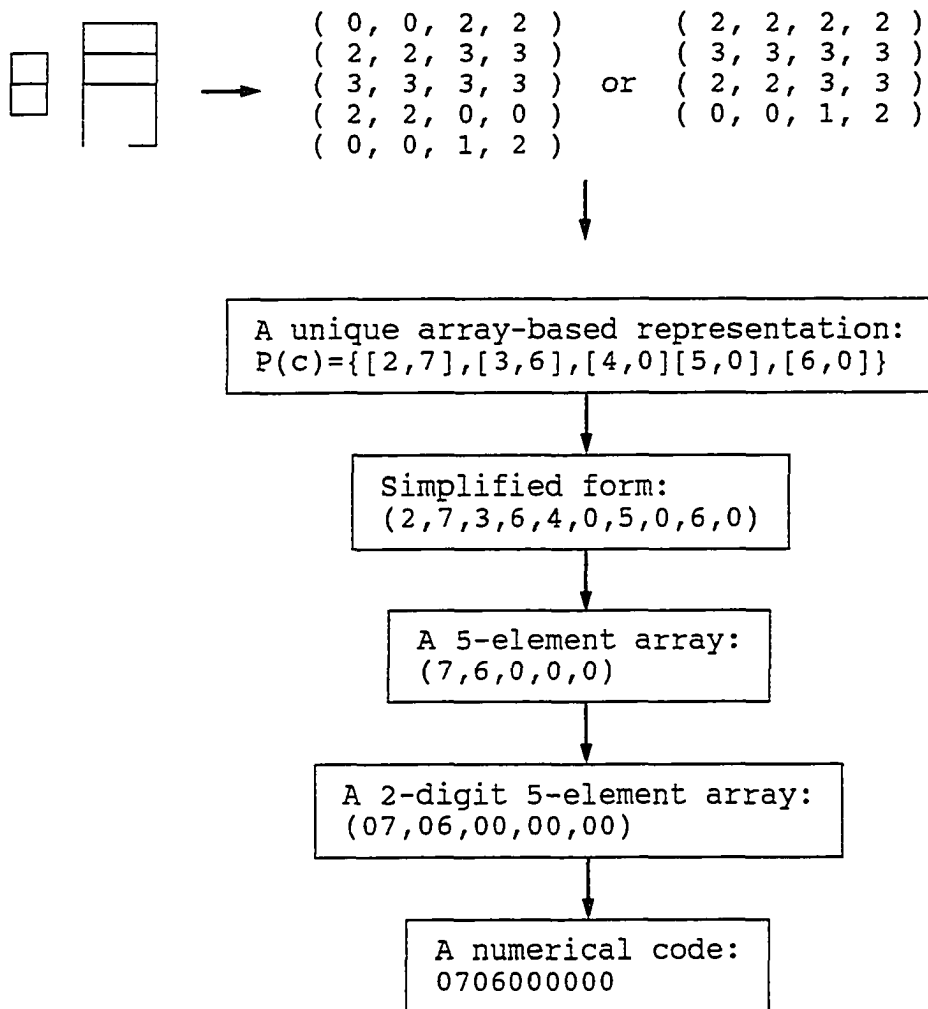 ( 0, 0, 2, 2 )
( 2, 2, 3, 3 )
( 3, 3, 3, 3 )
( 2, 2, 0, 0 )
( 0, 0, 1, 2 )
or
( 2, 2, 2, 2 )
( 3, 3, 3, 3 )
( 2, 2, 3, 3 )
( 0, 0, 1, 2 )
A unique array-based representation:
P(c)={[2,7],[3,6],[4,0][5,0],[6,0]}
Simplified form:
(2,7,3,6,4,0,5,0,6,0)
A 5-element array:
(7,6,0,0,0)
A 2-digit 5-element array:
(07,06,00,00,00)
A numerical code:
0706000000